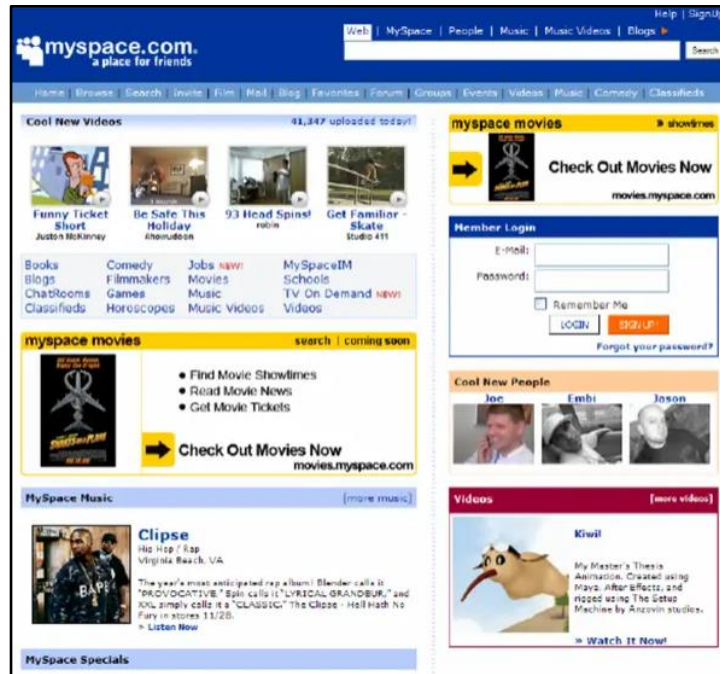 Help | SignUp
Web | MySpace | People | Music | Music Videos | Blogs
myspace.com.
a place for friends
Search
Home | Browse | Search | Invite | Film | Mail | Blog | Favorites | Forum | Groups | Events | Videos | Music | Comedy | Classifieds
Cool New Videos 41,347 uploaded today!
Funny Ticket Short
Juston McKinney
Be Safe This Holiday
93 Head Spins!
robin
Get Familiar - Skate
Studio 411
Books Comedy Jobs NEW! MySpaceIM
Blogs Filmmakers Movies Schools
ChatRooms Games Music TV On Demand NEW!
Classifieds Horoscopes Music Videos Videos
myspace movies search | coming soon
SNAKES ON A PLANE
• Find Movie Showtimes
• Read Movie News
• Get Movie Tickets
Check Out Movies Now
movies.myspace.com
MySpace Music [more music]
BAPE
Clipse
Hip Hop / Rap
Virginia Beach, VA
The year's most anticipated rap album! Blender calls it
"PROVOCATIVE." Spin calls it "LYRICAL GRANDEUR," and
XXL simply calls it a "CLASSIC." The Clipse - Hell Hath No
Fury in stores 11/28.
» Listen Now
MySpace Specials
myspace movies » showtimes
Check Out Movies Now
movies.myspace.com
Member Login
E-Mail:
Password:
Remember Me
LOGIN SIGN UP!
Forgot your password?
Cool New People
Joe Embi Jason
Videos [more videos]
Kiwi!
My Master's Thesis
Animation. Created using
Maya, After Effects, and
rigged using The Setup
Machine by Anzovin studios.
» Watch It Now!